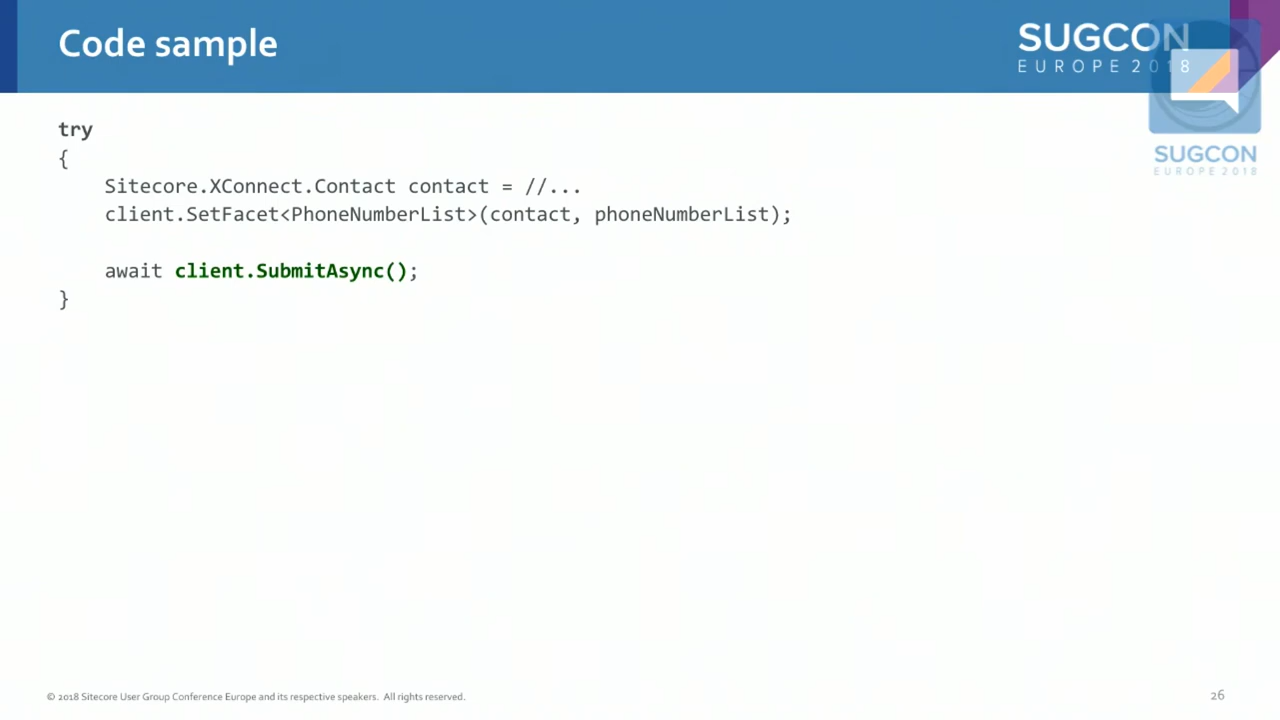 Code sample
SUGCON
EUROPE 2018
SUGCON
EUROPE 2018
try
{
    Sitecore.XConnect.Contact contact = //...
    client.SetFacet<PhoneNumberList>(contact, phoneNumberList);
    await client.SubmitAsync();
}
© 2018 Sitecore User Group Conference Europe and its respective speakers. All rights reserved.
26